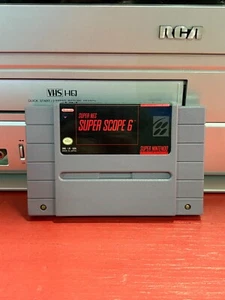 RCA
VHS HQ
SUPER NES
SUPER SCOPE 6
SUPER NINTENDO